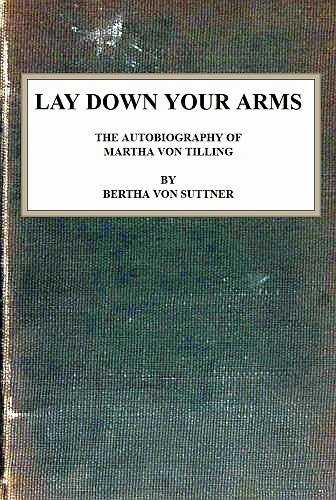 LAY DOWN YOUR ARMS
THE AUTOBIOGRAPHY OF
MARTHA VON TILLING
BY
BERTHA VON SUTTNER